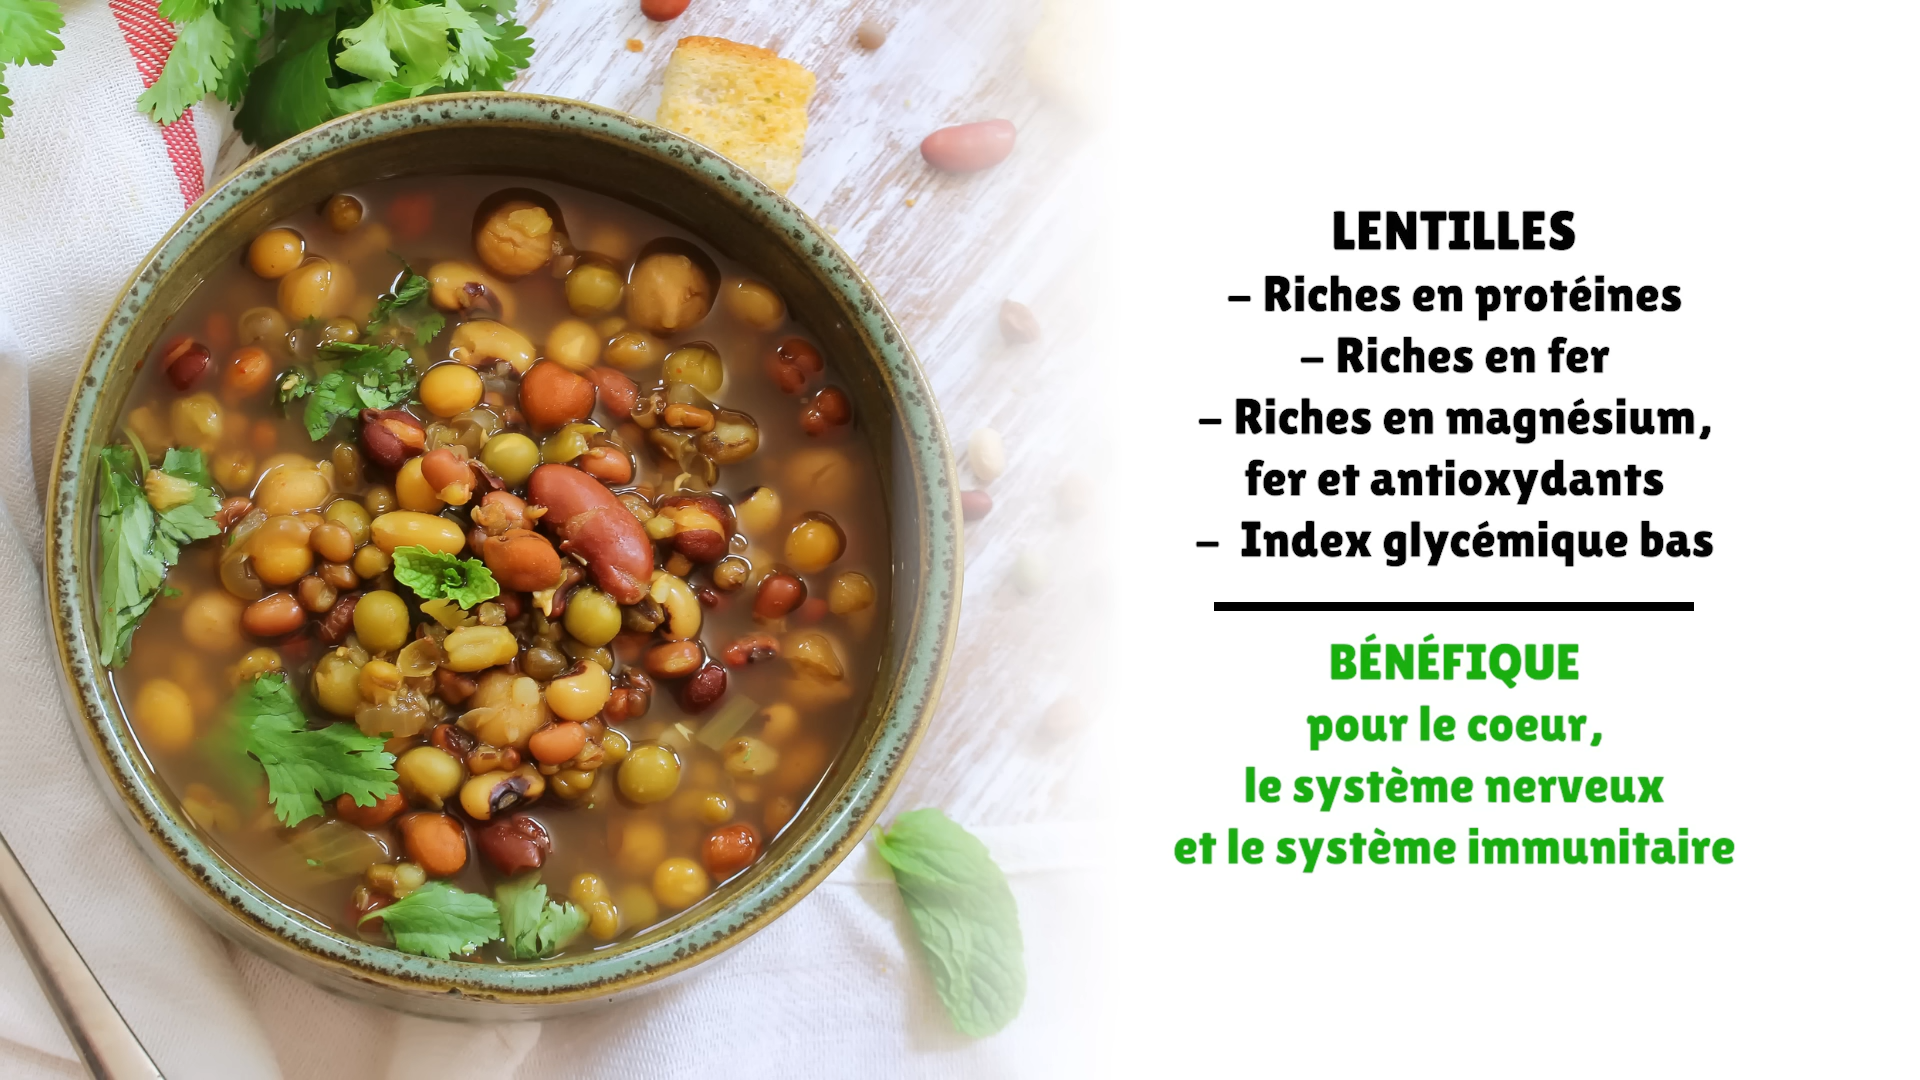 LENTILLES
- Riches en protéines
- Riches en fer
- Riches en magnésium,
fer et antioxydants
-  Index glycémique bas
BÉNÉFIQUE
pour le coeur,
le système nerveux
et le système immunitaire